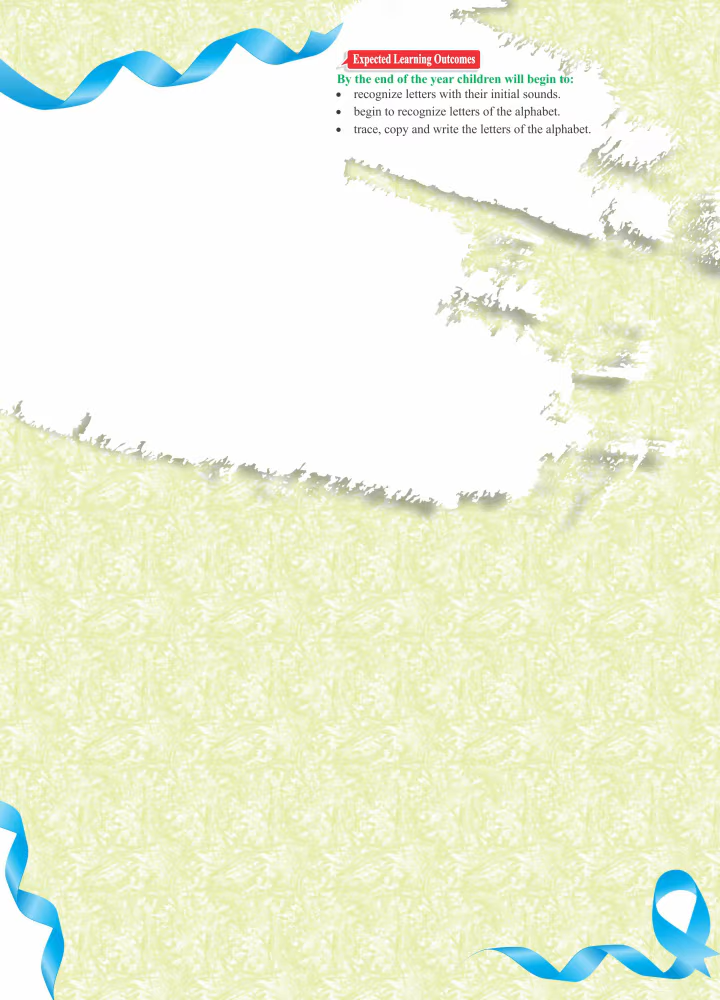 Expected Learning Outcomes
By the end of the year children will begin to:
• recognize letters with their initial sounds.
• begin to recognize letters of the alphabet.
• trace, copy and write the letters of the alphabet.